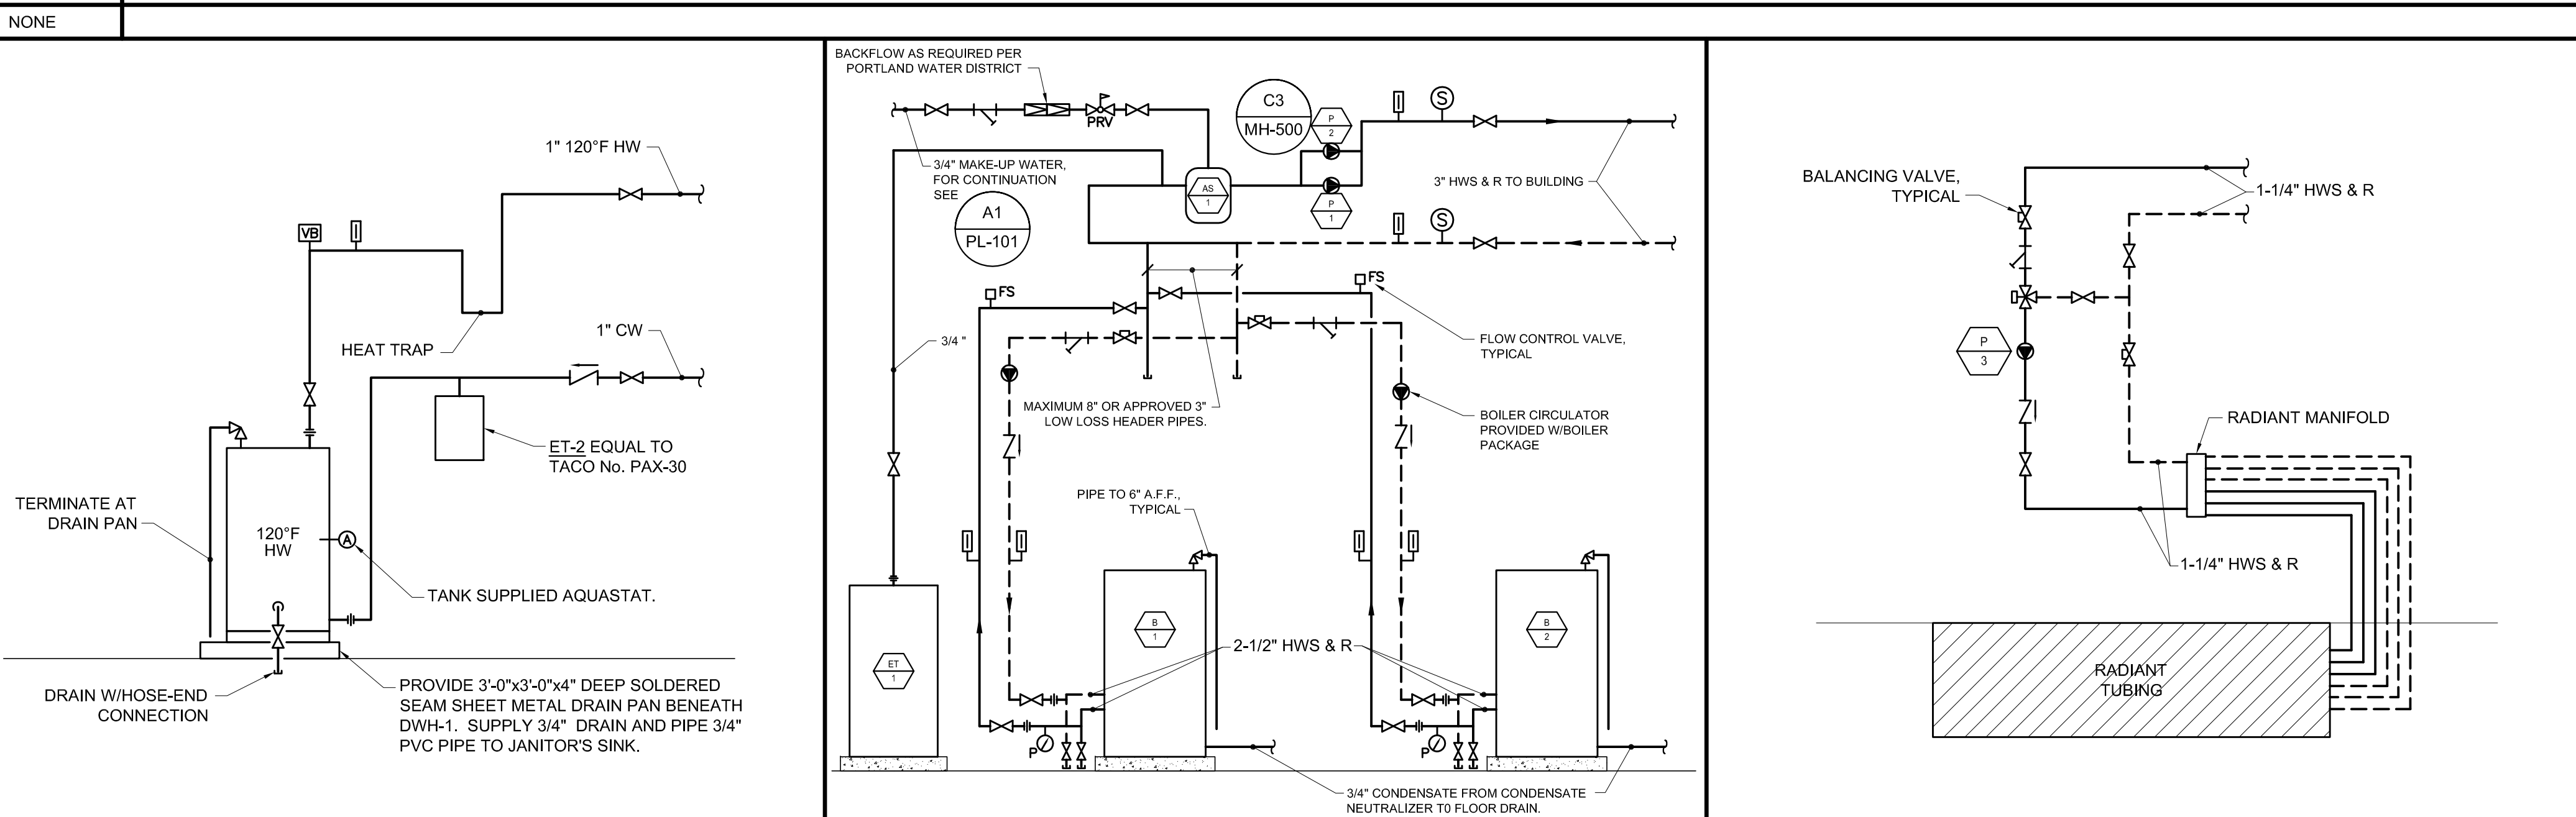 NONE
1" 120°F HW
VB
HEAT TRAP
1" CW
ET-2 EQUAL TO
TACO No. PAX-30
TERMINATE AT
DRAIN PAN
120°F
HW
A
TANK SUPPLIED AQUASTAT.
DRAIN W/HOSE-END
CONNECTION
PROVIDE 3'-0"x3'-0"x4" DEEP SOLDERED
SEAM SHEET METAL DRAIN PAN BENEATH
DWH-1. SUPPLY 3/4" DRAIN AND PIPE 3/4"
PVC PIPE TO JANITOR'S SINK.
BACKFLOW AS REQUIRED PER
PORTLAND WATER DISTRICT
PRV
C3
MH-500
P
2
S
3/4" MAKE-UP WATER,
FOR CONTINUATION
SEE
A1
PL-101
AS
1
P
1
3" HWS & R TO BUILDING
S
FS
FS
3/4 "
FLOW CONTROL VALVE,
TYPICAL
MAXIMUM 8" OR APPROVED 3"
LOW LOSS HEADER PIPES.
BOILER CIRCULATOR
PROVIDED W/BOILER
PACKAGE
PIPE TO 6" A.F.F.,
TYPICAL
ET
1
B
1
B
2
2-1/2" HWS & R
P
P
3/4" CONDENSATE FROM CONDENSATE
NEUTRALIZER T0 FLOOR DRAIN.
BALANCING VALVE,
TYPICAL
1-1/4" HWS & R
P
3
RADIANT MANIFOLD
1-1/4" HWS & R
RADIANT
TUBING